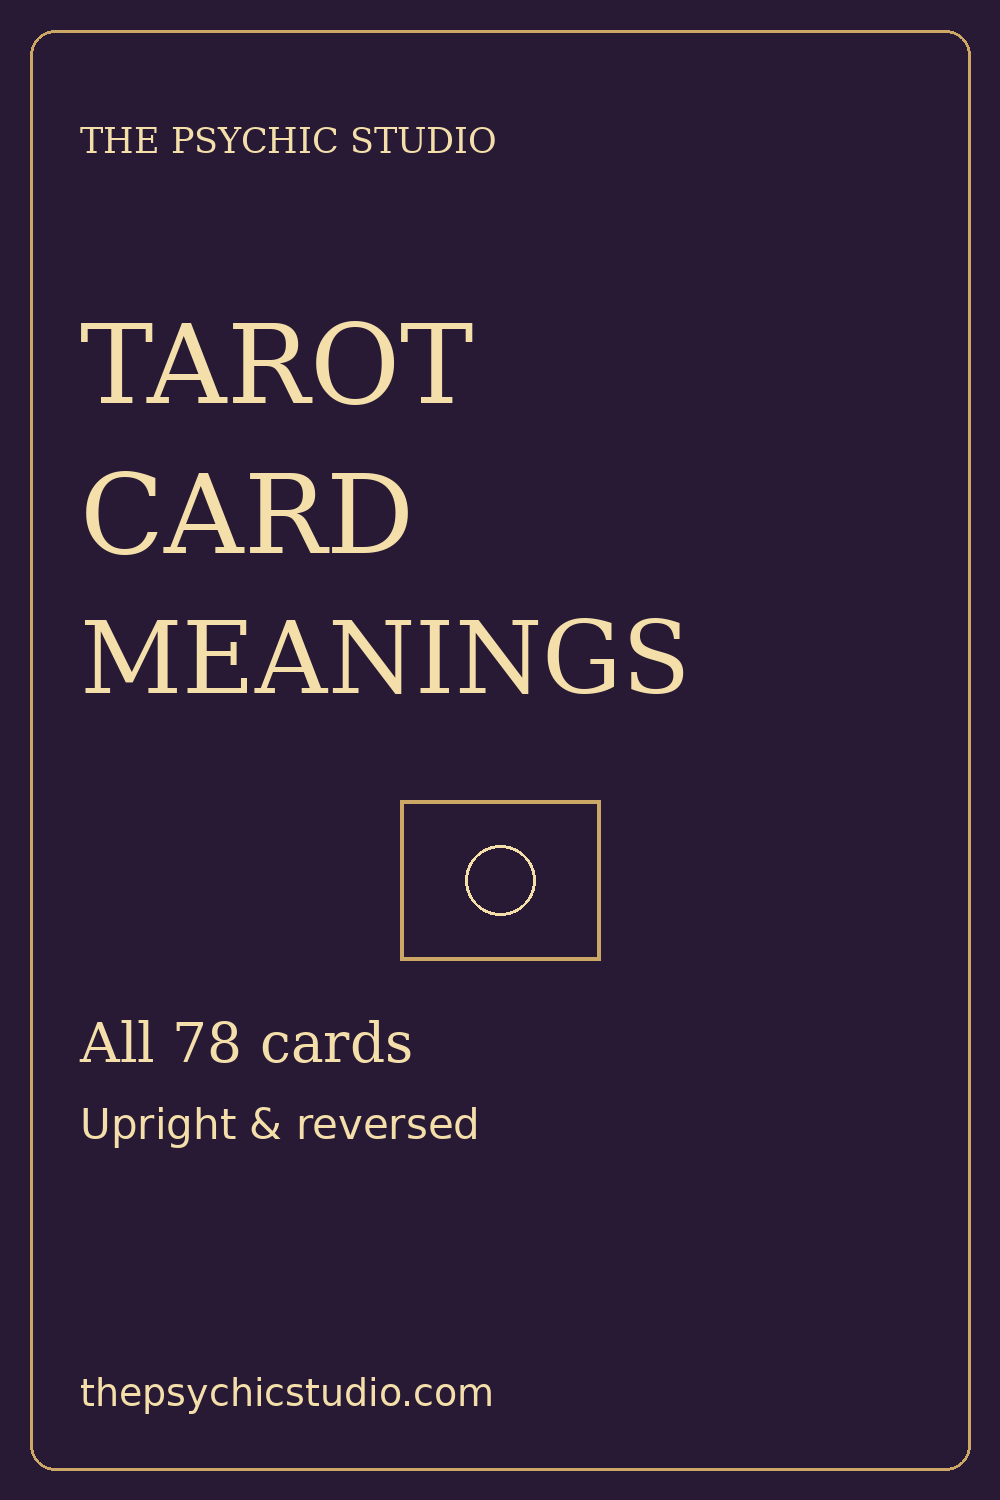 THE PSYCHIC STUDIO
TAROT
CARD
MEANINGS
All 78 cards
Upright & reversed
thepsychicstudio.com